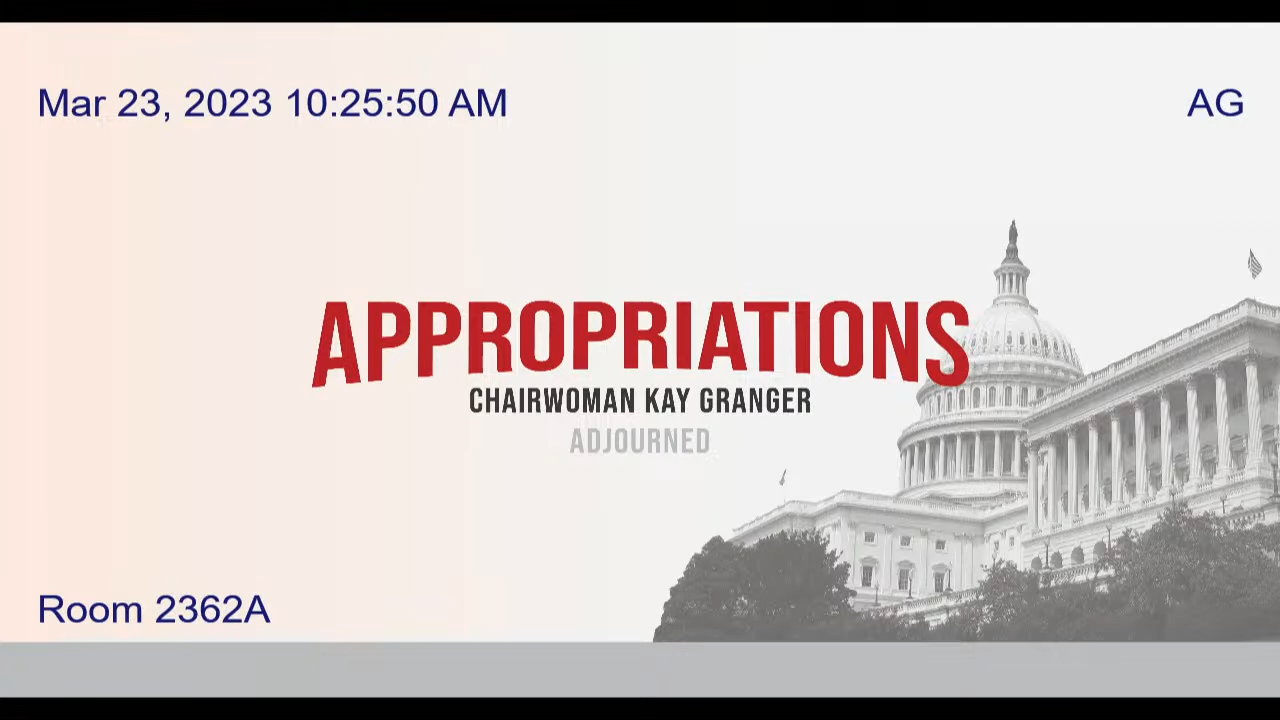 Mar 23, 2023 10:25:50 AM
AG
APPROPRIATIONS
CHAIRWOMAN KAY GRANGER
ADJOURNED
Room 2362A